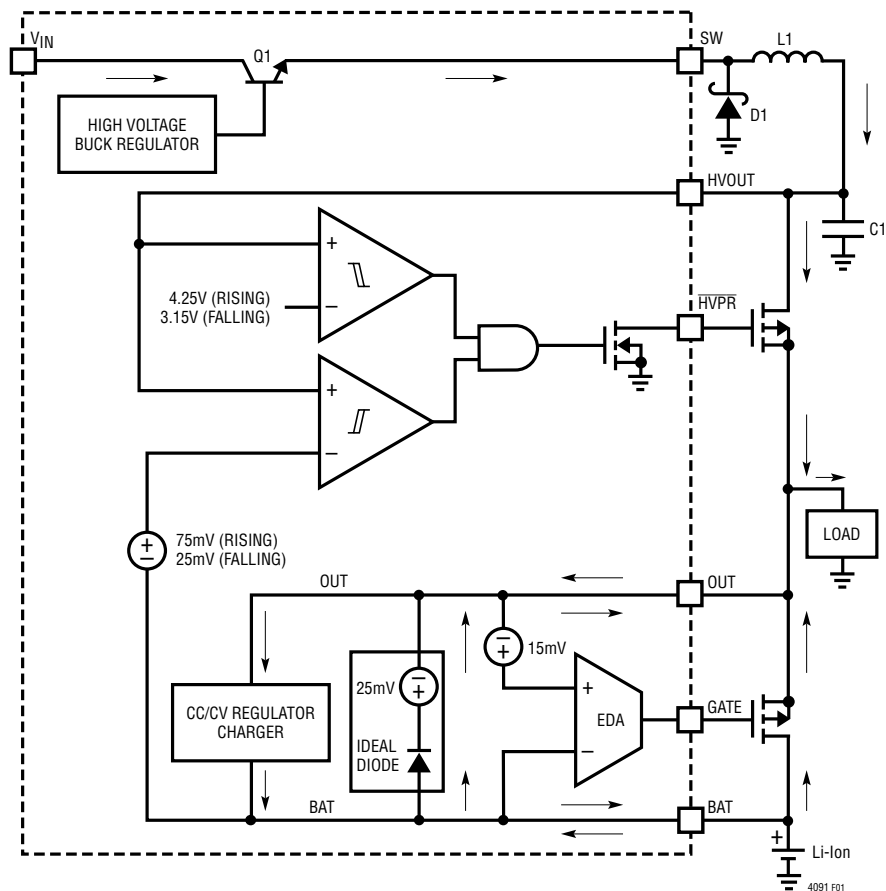 VIN
Q1
SW
L1
HIGH VOLTAGE
BUCK REGULATOR
D1
HVOUT
C1
+
4.25V (RISING)
3.15V (FALLING)
−
HVPR
+
−
75mV (RISING)
25mV (FALLING)
+
−
LOAD
OUT
OUT
−
+
15mV
25mV
−
+
+
−
EDA
GATE
CC/CV REGULATOR
CHARGER
IDEAL
DIODE
BAT
BAT
+
Li-Ion
4091 F01